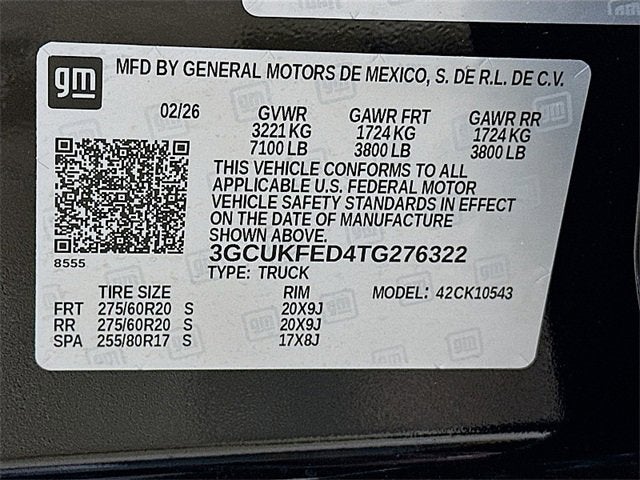 gm MFD BY GENERAL MOTORS DE MEXICO, S. DE R.L. DE C.V.
02/26 GVWR GAWR FRT GAWR RR
3221 KG 1724 KG 1724 KG
7100 LB 3800 LB 3800 LB
THIS VEHICLE CONFORMS TO ALL
APPLICABLE U.S. FEDERAL MOTOR
VEHICLE SAFETY STANDARDS IN EFFECT
ON THE DATE OF MANUFACTURE
SHOWN ABOVE.
3GCUKFED4TG276322
8555
TYPE: TRUCK
TIRE SIZE RIM MODEL: 42CK10543
FRT 275/60R20 S 20X9J
RR 275/60R20 S 20X9J
SPA 255/80R17 S 17X8J